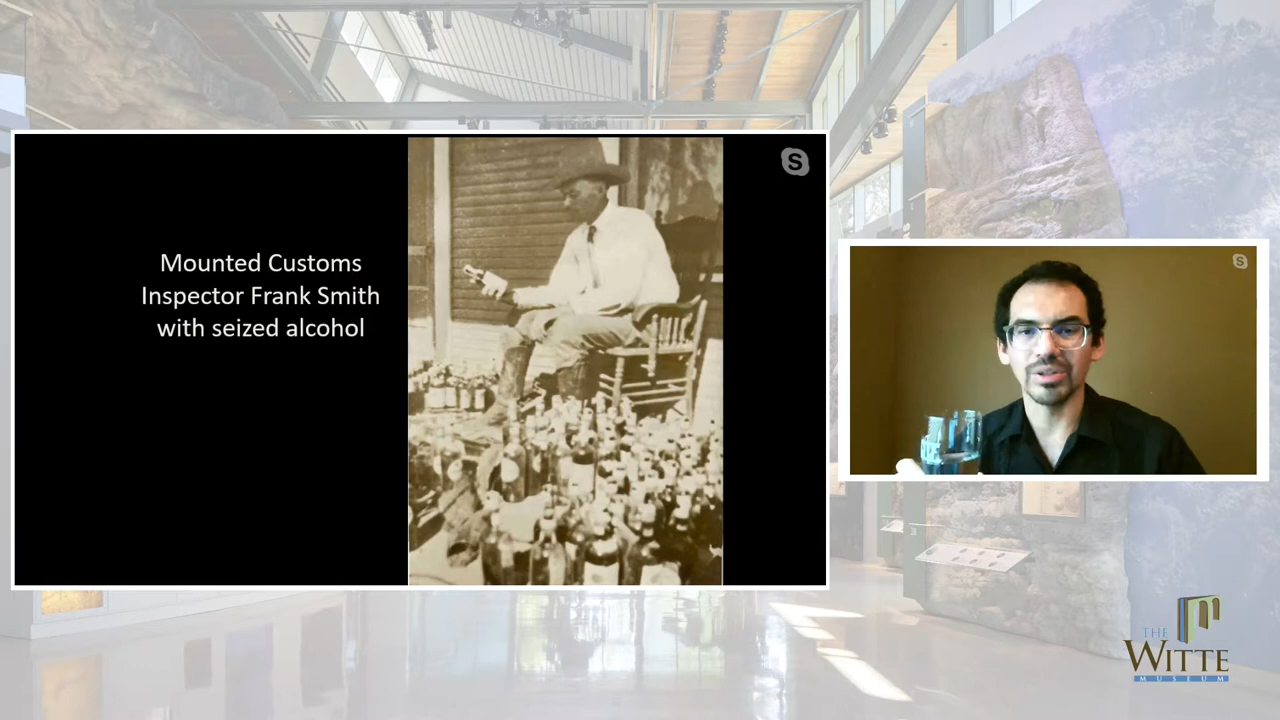 Mounted Customs
Inspector Frank Smith
with seized alcohol
S
S
THE
WITTE
MUSEUM